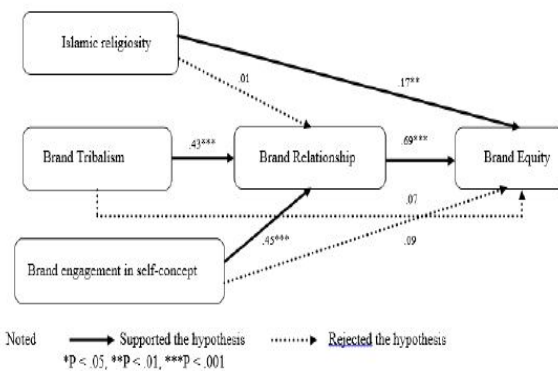 Islamic religiosity
.01
.17**
Brand Tribalism
.43***
Brand Relationship
.69***
Brand Equity
.07
.45***
.09
Brand engagement in self-concept
Noted Supported the hypothesis Rejected the hypothesis
*P < .05, **P < .01, ***P < .001